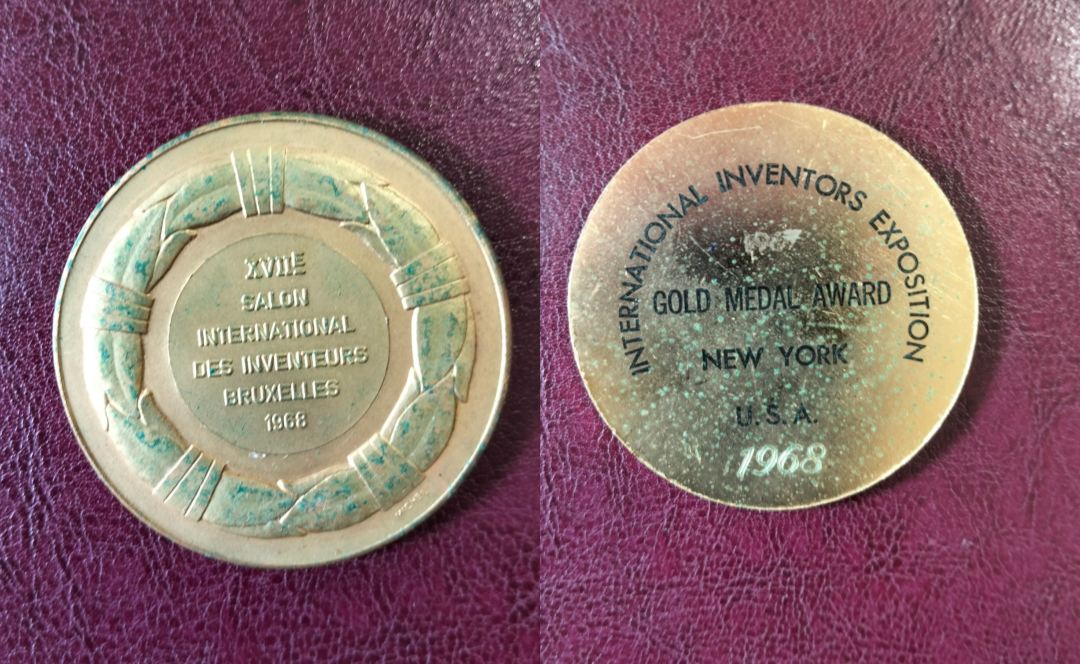 XVIIE
SALON
INTERNATIONAL
DES INVENTEURS
BRUXELLES
1968
INTERNATIONAL INVENTORS EXPOSITION
GOLD MEDAL AWARD
NEW YORK
U.S.A.
1968